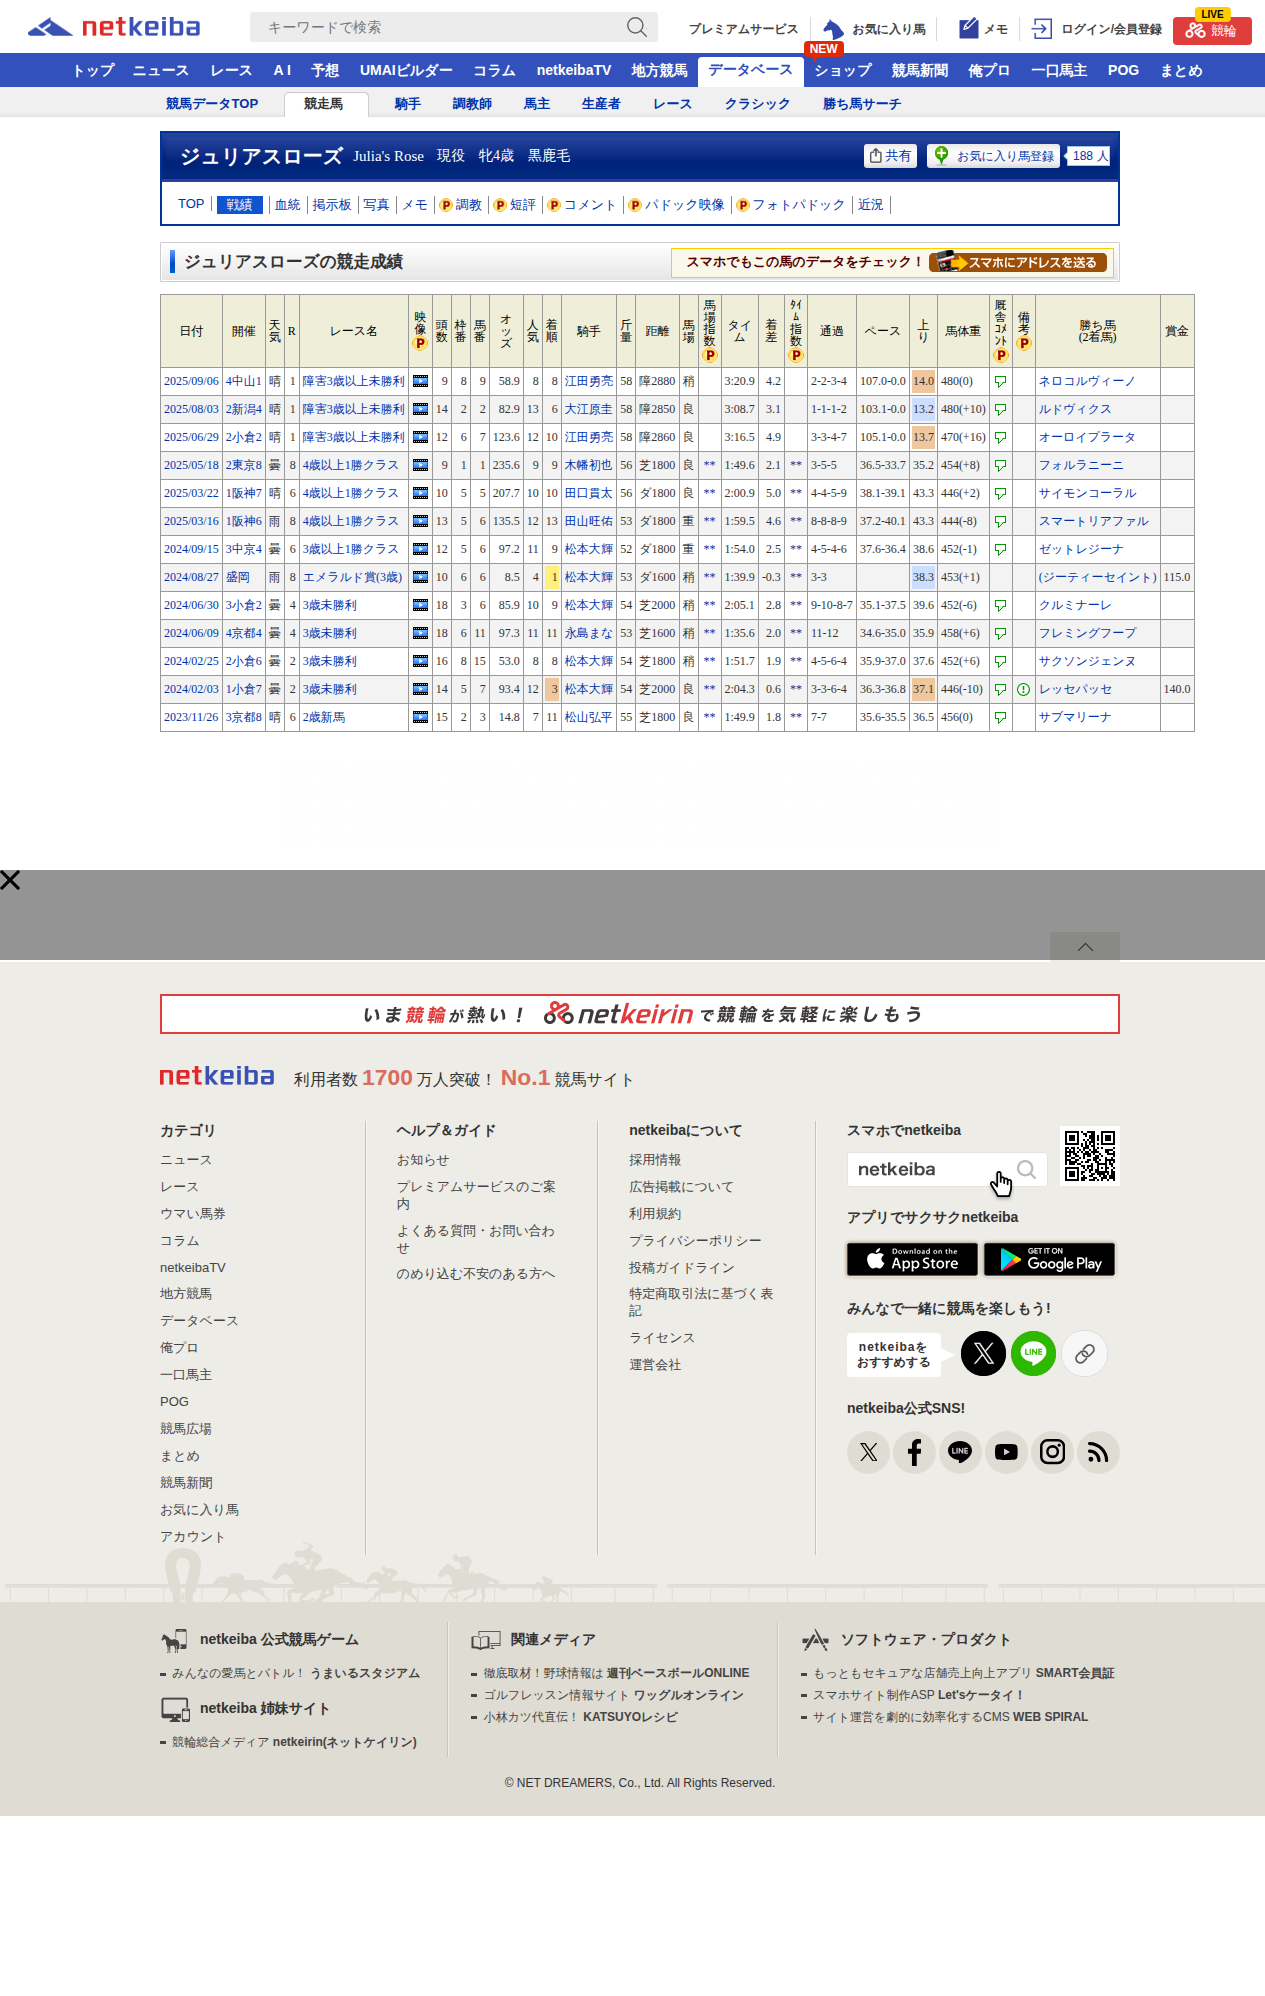 netkeiba
キーワードで検索
プレミアムサービス
お気に入り馬
メモ
ログイン/会員登録
LIVE
競輪
NEW
トップ ニュース レース A I 予想 UMAIビルダー コラム netkeibaTV 地方競馬 データベース ショップ 競馬新聞 俺プロ 一口馬主 POG まとめ
競馬データTOP 競走馬 騎手 調教師 馬主 生産者 レース クラシック 勝ち馬サーチ
ジュリアスローズ Julia's Rose 現役 牝4歳 黒鹿毛
共有 お気に入り馬登録 188 人
TOP 戦績 血統 掲示板 写真 メモ P 調教 P 短評 P コメント P パドック映像 P フォトパドック 近況
ジュリアスローズの競走成績
スマホでもこの馬のデータをチェック！ スマホにアドレスを送る
日付 開催 天気 R レース名 映像 P 頭数 枠番 馬番 オッズ 人気 着順 騎手 斤量 距離 馬場 馬場指数 P タイム 着差 ﾀｲﾑ指数 P 通過 ペース 上り 馬体重 厩舎ｺﾒﾝﾄ P 備考 P 勝ち馬(2着馬) 賞金
2025/09/06 4中山1 晴 1 障害3歳以上未勝利 9 8 9 58.9 8 8 江田勇亮 58 障2880 稍 3:20.9 4.2 2-2-3-4 107.0-0.0 14.0 480(0) ネロコルヴィーノ
2025/08/03 2新潟4 晴 1 障害3歳以上未勝利 14 2 2 82.9 13 6 大江原圭 58 障2850 良 3:08.7 3.1 1-1-1-2 103.1-0.0 13.2 480(+10) ルドヴィクス
2025/06/29 2小倉2 晴 1 障害3歳以上未勝利 12 6 7 123.6 12 10 江田勇亮 58 障2860 良 3:16.5 4.9 3-3-4-7 105.1-0.0 13.7 470(+16) オーロイプラータ
2025/05/18 2東京8 曇 8 4歳以上1勝クラス 9 1 1 235.6 9 9 木幡初也 56 芝1800 良 ** 1:49.6 2.1 ** 3-5-5 36.5-33.7 35.2 454(+8) フォルラニーニ
2025/03/22 1阪神7 晴 6 4歳以上1勝クラス 10 5 5 207.7 10 10 田口貫太 56 ダ1800 良 ** 2:00.9 5.0 ** 4-4-5-9 38.1-39.1 43.3 446(+2) サイモンコーラル
2025/03/16 1阪神6 雨 8 4歳以上1勝クラス 13 5 6 135.5 12 13 田山旺佑 53 ダ1800 重 ** 1:59.5 4.6 ** 8-8-8-9 37.2-40.1 43.3 444(-8) スマートリアファル
2024/09/15 3中京4 曇 6 3歳以上1勝クラス 12 5 6 97.2 11 9 松本大輝 52 ダ1800 重 ** 1:54.0 2.5 ** 4-5-4-6 37.6-36.4 38.6 452(-1) ゼットレジーナ
2024/08/27 盛岡 雨 8 エメラルド賞(3歳) 10 6 6 8.5 4 1 松本大輝 53 ダ1600 稍 ** 1:39.9 -0.3 ** 3-3 38.3 453(+1) (ジーティーセイント) 115.0
2024/06/30 3小倉2 曇 4 3歳未勝利 18 3 6 85.9 10 9 松本大輝 54 芝2000 稍 ** 2:05.1 2.8 ** 9-10-8-7 35.1-37.5 39.6 452(-6) クルミナーレ
2024/06/09 4京都4 曇 4 3歳未勝利 18 6 11 97.3 11 11 永島まな 53 芝1600 稍 ** 1:35.6 2.0 ** 11-12 34.6-35.0 35.9 458(+6) フレミングフープ
2024/02/25 2小倉6 曇 2 3歳未勝利 16 8 15 53.0 8 8 松本大輝 54 芝1800 稍 ** 1:51.7 1.9 ** 4-5-6-4 35.9-37.0 37.6 452(+6) サクソンジェンヌ
2024/02/03 1小倉7 曇 2 3歳未勝利 14 5 7 93.4 12 3 松本大輝 54 芝2000 良 ** 2:04.3 0.6 ** 3-3-6-4 36.3-36.8 37.1 446(-10) レッセパッセ 140.0
2023/11/26 3京都8 晴 6 2歳新馬 15 2 3 14.8 7 11 松山弘平 55 芝1800 良 ** 1:49.9 1.8 ** 7-7 35.6-35.5 36.5 456(0) サブマリーナ
いま競輪が熱い！ netkeirinで競輪を気軽に楽しもう
netkeiba 利用者数 1700 万人突破！ No.1 競馬サイト
カテゴリ
ニュース
レース
ウマい馬券
コラム
netkeibaTV
地方競馬
データベース
俺プロ
一口馬主
POG
競馬広場
まとめ
競馬新聞
お気に入り馬
アカウント
ヘルプ＆ガイド
お知らせ
プレミアムサービスのご案
内
よくある質問・お問い合わ
せ
のめり込む不安のある方へ
netkeibaについて
採用情報
広告掲載について
利用規約
プライバシーポリシー
投稿ガイドライン
特定商取引法に基づく表
記
ライセンス
運営会社
スマホでnetkeiba
netkeiba
アプリでサクサクnetkeiba
Download on the App Store
GET IT ON Google Play
みんなで一緒に競馬を楽しもう!
netkeibaを
おすすめする
LINE
netkeiba公式SNS!
LINE
netkeiba 公式競馬ゲーム
みんなの愛馬とバトル！ うまいるスタジアム
netkeiba 姉妹サイト
競輪総合メディア netkeirin(ネットケイリン)
関連メディア
徹底取材！野球情報は 週刊ベースボールONLINE
ゴルフレッスン情報サイト ワッグルオンライン
小林カツ代直伝！ KATSUYOレシピ
ソフトウェア・プロダクト
もっともセキュアな店舗売上向上アプリ SMART会員証
スマホサイト制作ASP Let'sケータイ！
サイト運営を劇的に効率化するCMS WEB SPIRAL
© NET DREAMERS, Co., Ltd. All Rights Reserved.